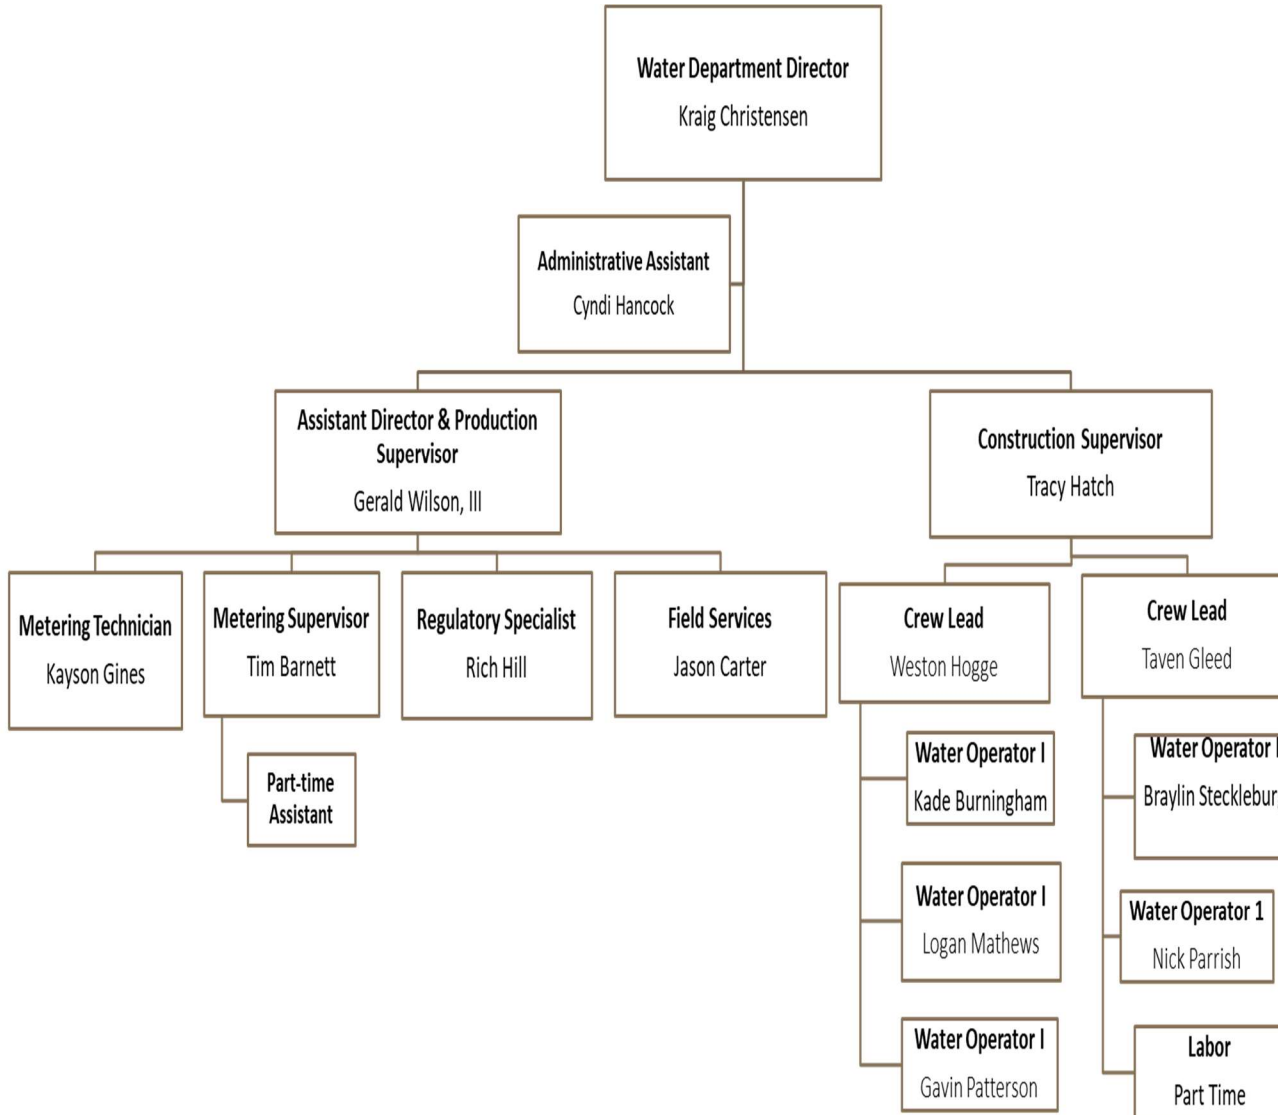 Water Department Director
Kraig Christensen
Administrative Assistant
Cyndi Hancock
Assistant Director & Production
Supervisor
Gerald Wilson, III
Construction Supervisor
Tracy Hatch
Metering Technician
Kayson Gines
Metering Supervisor
Tim Barnett
Regulatory Specialist
Rich Hill
Field Services
Jason Carter
Crew Lead
Weston Hogge
Crew Lead
Taven Gleed
Part-time
Assistant
Water Operator I
Kade Burningham
Water Operator I
Logan Mathews
Water Operator I
Gavin Patterson
Water Operator I
Braylin
Water Operator 1
Nick Parrish
Labor
Part Time